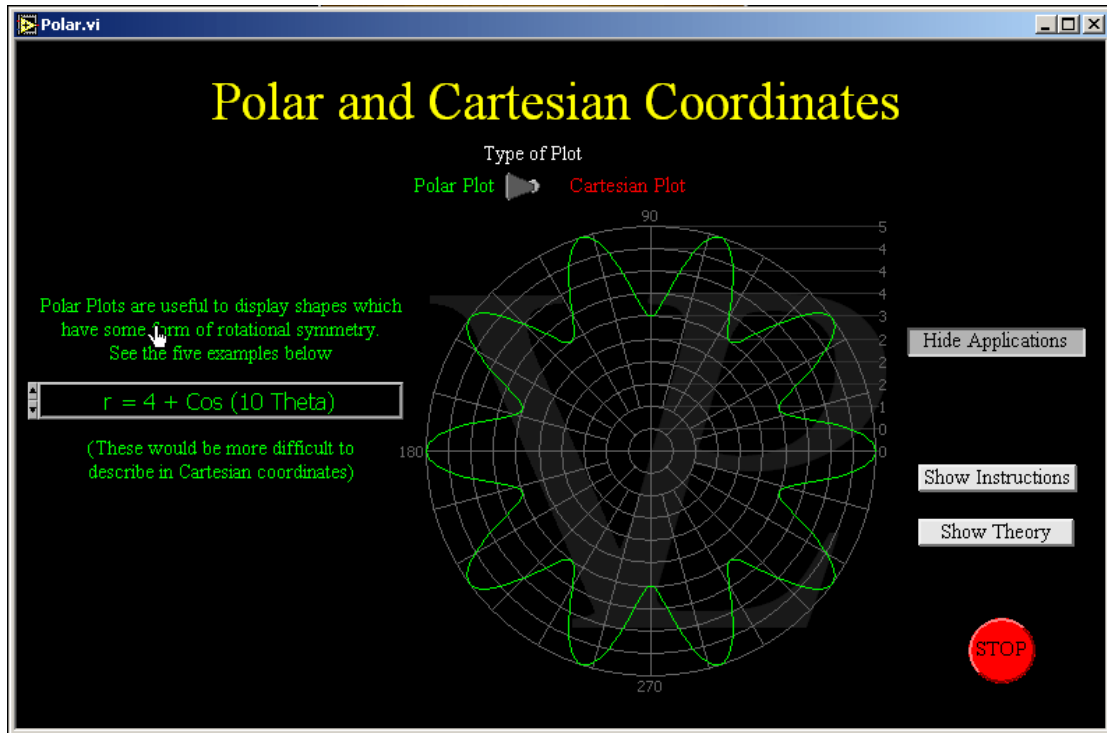 Polar.vi
Polar and Cartesian Coordinates
Type of Plot
Polar Plot
Cartesian Plot
90
5
4
4
4
3
2
2
2
1
0
0
180
270
Polar Plots are useful to display shapes which
have some form of rotational symmetry.
See the five examples below
r = 4 + Cos (10 Theta)
(These would be more difficult to
describe in Cartesian coordinates)
Hide Applications
Show Instructions
Show Theory
STOP
VPL